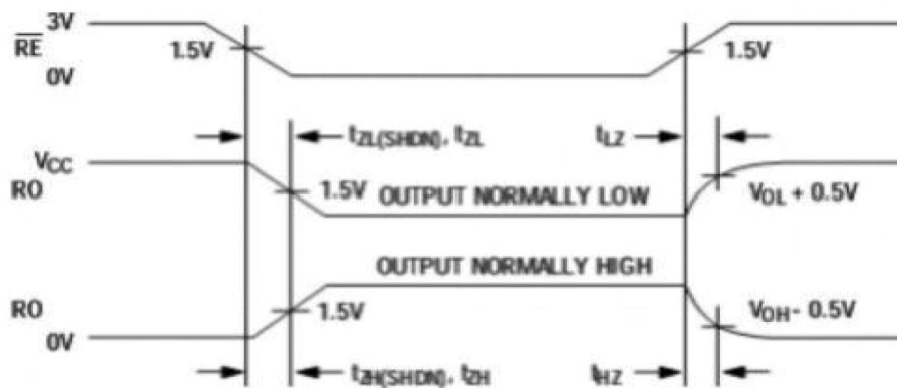 3V
RE
1.5V
1.5V
0V
tZL(SHDN), tZL
tLZ
VCC
RO
1.5V
OUTPUT NORMALLY LOW
VOL + 0.5V
OUTPUT NORMALLY HIGH
RO
1.5V
VOH - 0.5V
0V
tZH(SHDN), tZH
tHZ